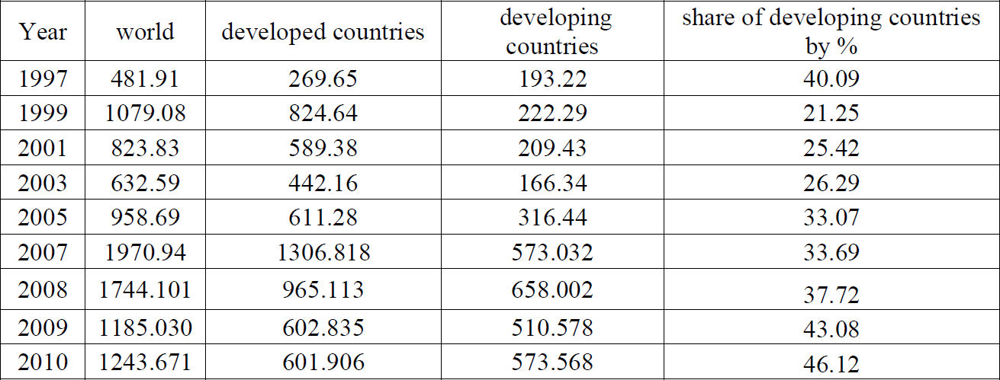 Year world developed countries developing countries share of developing countries by %
1997 481.91 269.65 193.22 40.09
1999 1079.08 824.64 222.29 21.25
2001 823.83 589.38 209.43 25.42
2003 632.59 442.16 166.34 26.29
2005 958.69 611.28 316.44 33.07
2007 1970.94 1306.818 573.032 33.69
2008 1744.101 965.113 658.002 37.72
2009 1185.030 602.835 510.578 43.08
2010 1243.671 601.906 573.568 46.12